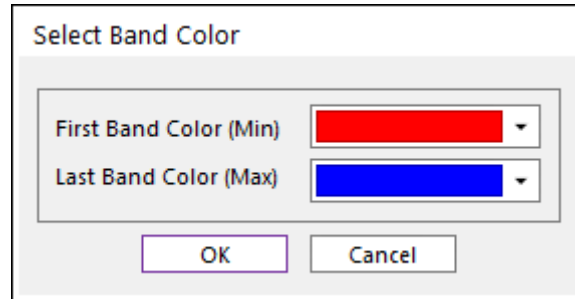 Select Band Color
First Band Color (Min)
Last Band Color (Max)
OK
Cancel